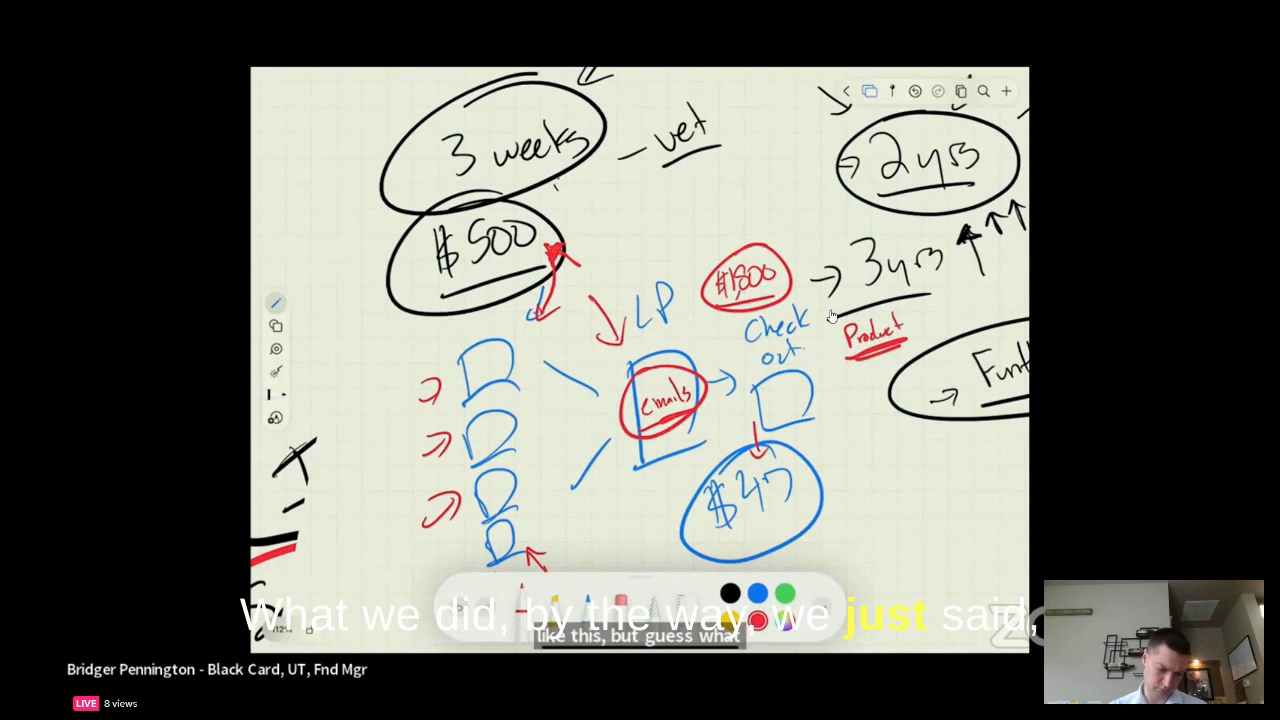 3 weeks
- vet
2 yrs
$500
$1,800
→ 3 yrs
LP
Check
out
Product
emails
$47
What we did, by the way, we just said,
like this, but guess what
Bridger Pennington - Black Card, UT, Fnd Mgr
LIVE 8 views